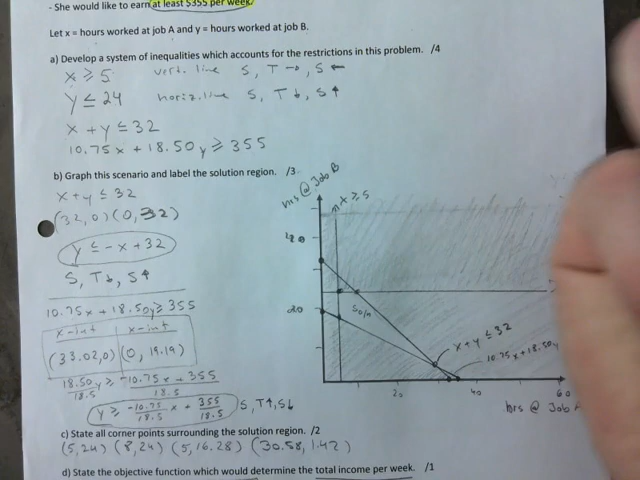 - She would like to earn at least $355 per week.
Let x = hours worked at job A and y = hours worked at job B.
a) Develop a system of inequalities which accounts for the restrictions in this problem. /4
x ≥ 5 vert. line S, T→, S←
y ≤ 24 horiz. line S, T↓, S↑
x + y ≤ 32
10.75x + 18.50y ≥ 355
b) Graph this scenario and label the solution region. /3
x + y ≤ 32
(32,0) (0,32)
y ≤ -x + 32
S, T↓, S↑
10.75x + 18.50y ≥ 355
x-int x-int
(33.02,0) (0, 19.19)
18.50y ≥ -10.75x + 355
18.5 18.5
y ≥ -10.75/18.5 x + 355/18.5 S, T↑, S↓
hrs @ Job B
x ≥ 5
40
20
Soln
x + y ≤ 32
10.75x + 18.50y
20 40 60
hrs @ Job A
c) State all corner points surrounding the solution region. /2
(5,24) (8,24) (5,16.28) (30.58, 1.42)
d) State the objective function which would determine the total income per week. /1